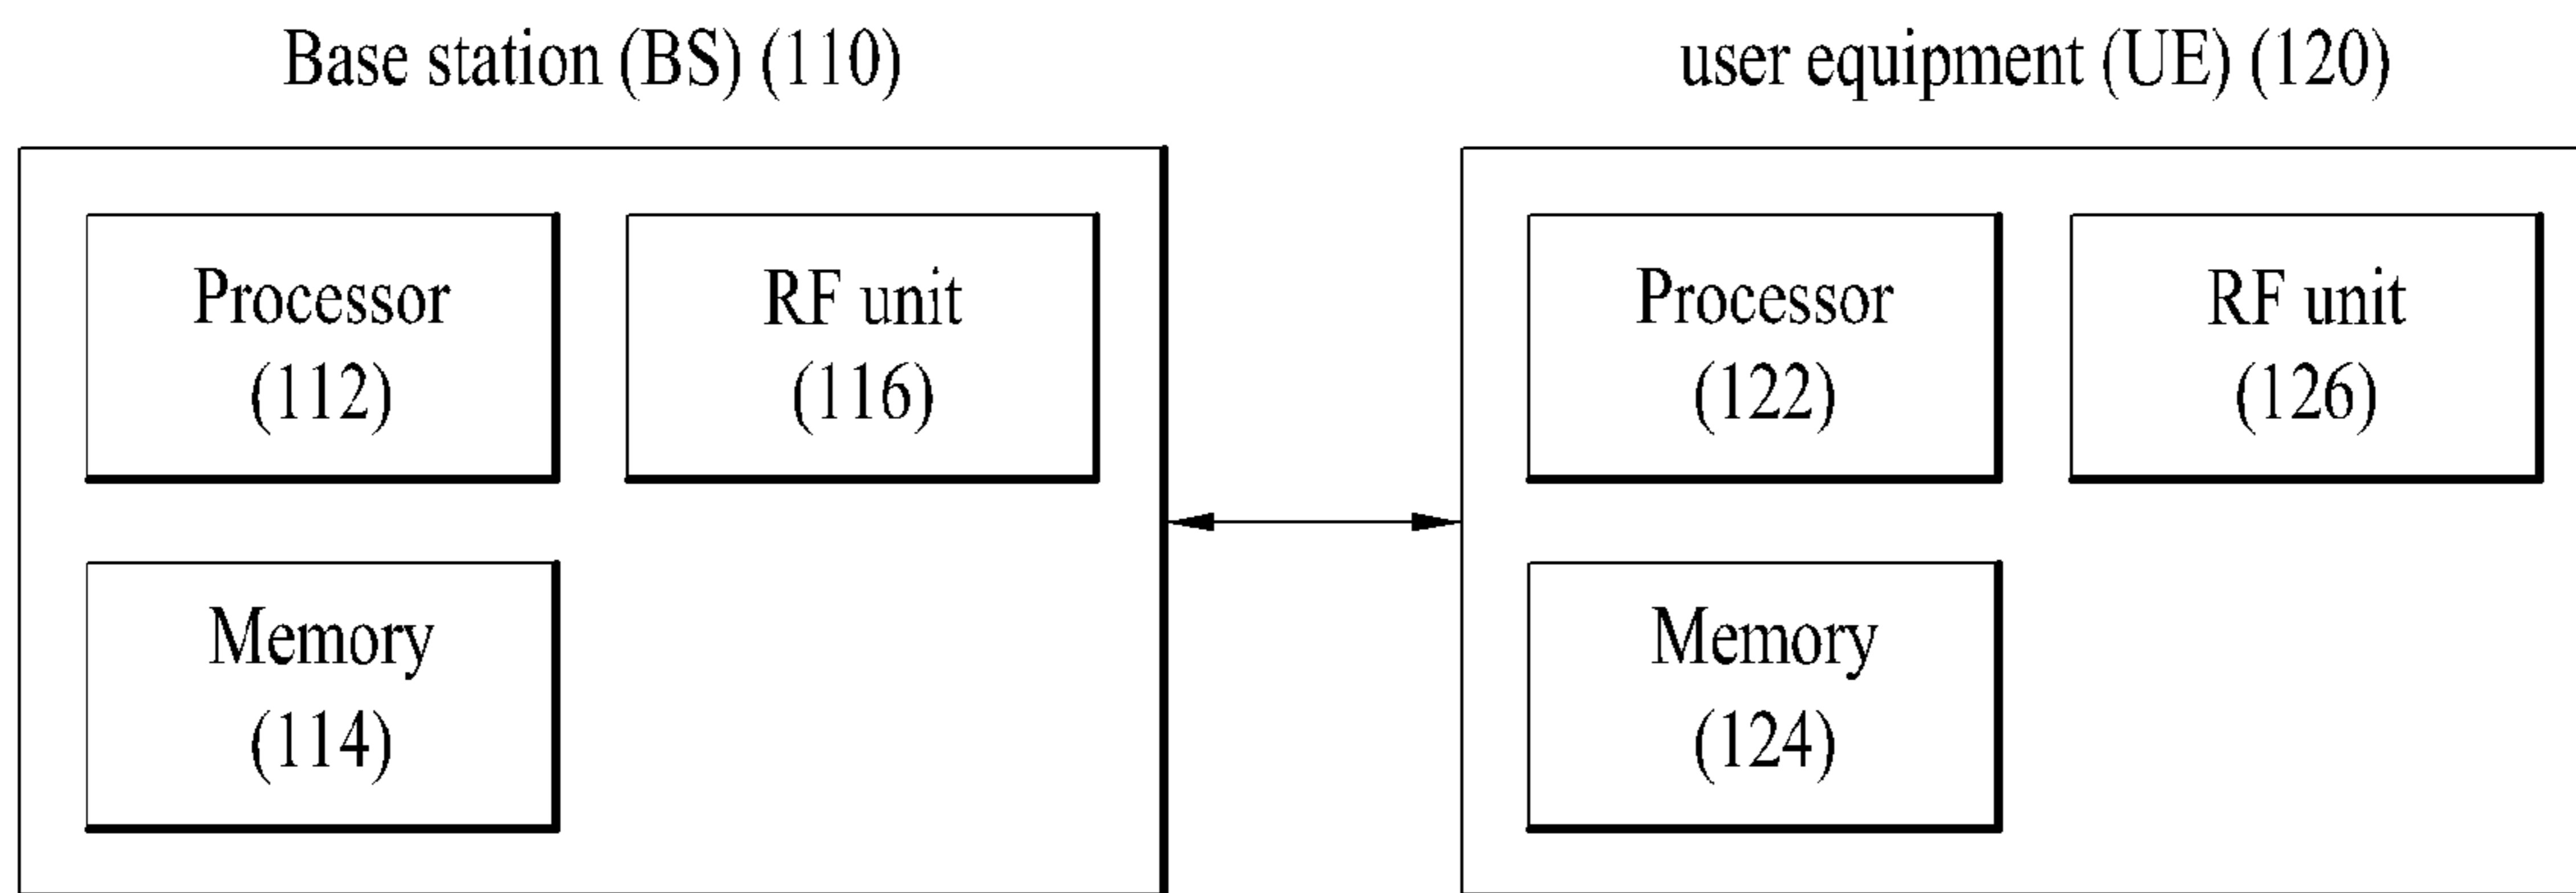 Base station (BS) (110)
user equipment (UE) (120)
Processor
(112)
RF unit
(116)
Memory
(114)
Processor
(122)
RF unit
(126)
Memory
(124)